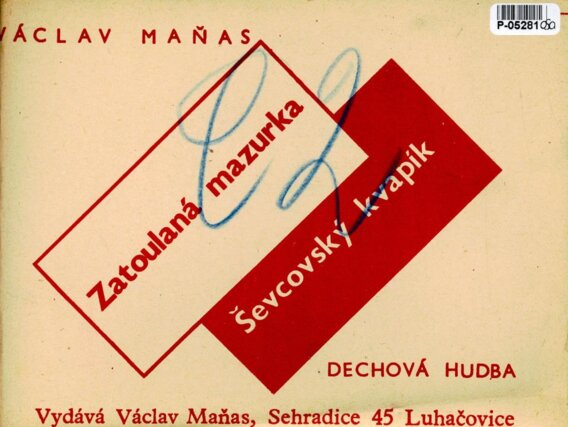 VÁCLAV MAŇAS
P-05281
Zatoulaná mazurka
Ševcovský kvapík
DECHOVÁ HUDBA
Vydává Václav Maňas, Sehradice 45 Luhačovice